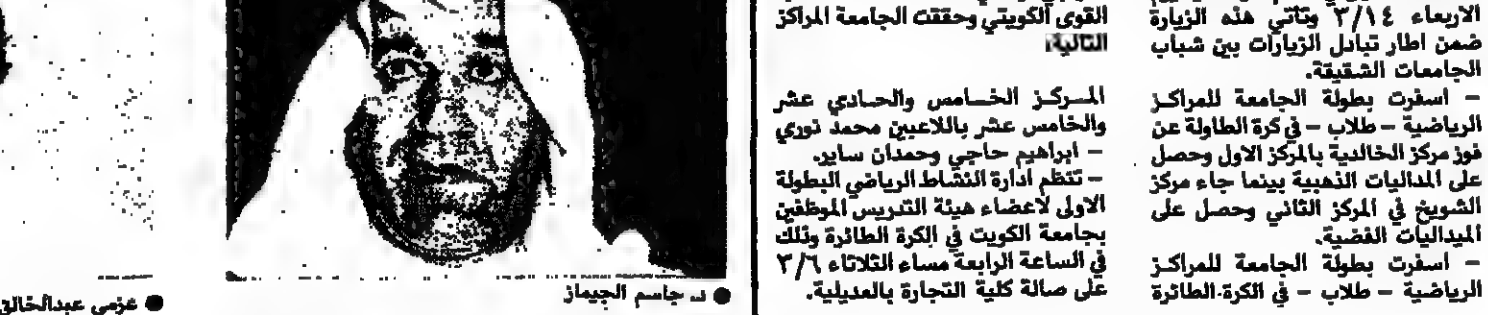 الاربعاء ٣/١٤ وتأتي هذه الزيارة
ضمن اطار تبادل الزيارات بين شباب
الجامعات الشقيقة.
– اسفرت بطولة الجامعة للمراكز
الرياضية – طلاب – في كرة الطاولة عن
فوز مركز الخالدية بالمركز الاول وحصل
على المداليات الذهبية بينما جاء مركز
الشويخ في المركز الثاني وحصل على
الميداليات الفضية.
– اسفرت بطولة الجامعة للمراكز
الرياضية – طلاب – في الكرة الطائرة
القوى الكويتي وحققت الجامعة المراكز
التالية:
المركز الخامس والحادي عشر
والخامس عشر باللاعبين محمد نوري
– ابراهيم حاجي وحمدان ساير.
– تنظم ادارة النشاط الرياضي البطولة
الاولى لاعضاء هيئة التدريس الموظفين
بجامعة الكويت في الكرة الطائرة وذلك
في الساعة الرابعة مساء الثلاثاء ٣/٦
على صالة كلية التجارة بالعديلية.
● د. جاسم الجيماز
● عزمي عبدالخالق